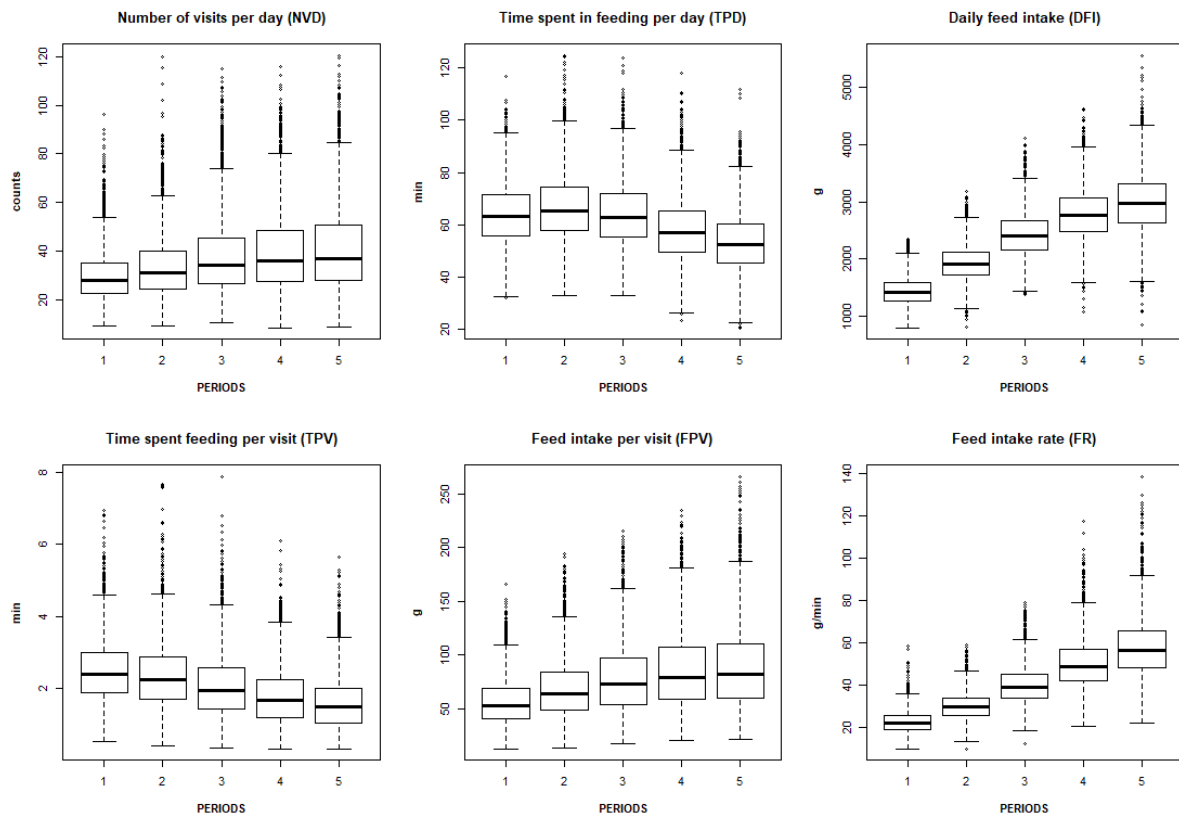 Number of visits per day (NVD)
counts
120
100
80
60
40
20
1 2 3 4 5
PERIODS
Time spent in feeding per day (TPD)
min
120
100
80
60
40
20
1 2 3 4 5
PERIODS
Daily feed intake (DFI)
g
5000
4000
3000
2000
1000
1 2 3 4 5
PERIODS
Time spent feeding per visit (TPV)
min
8
6
4
2
1 2 3 4 5
PERIODS
Feed intake per visit (FPV)
g
250
200
150
100
50
1 2 3 4 5
PERIODS
Feed intake rate (FR)
g/min
140
120
100
80
60
40
20
1 2 3 4 5
PERIODS